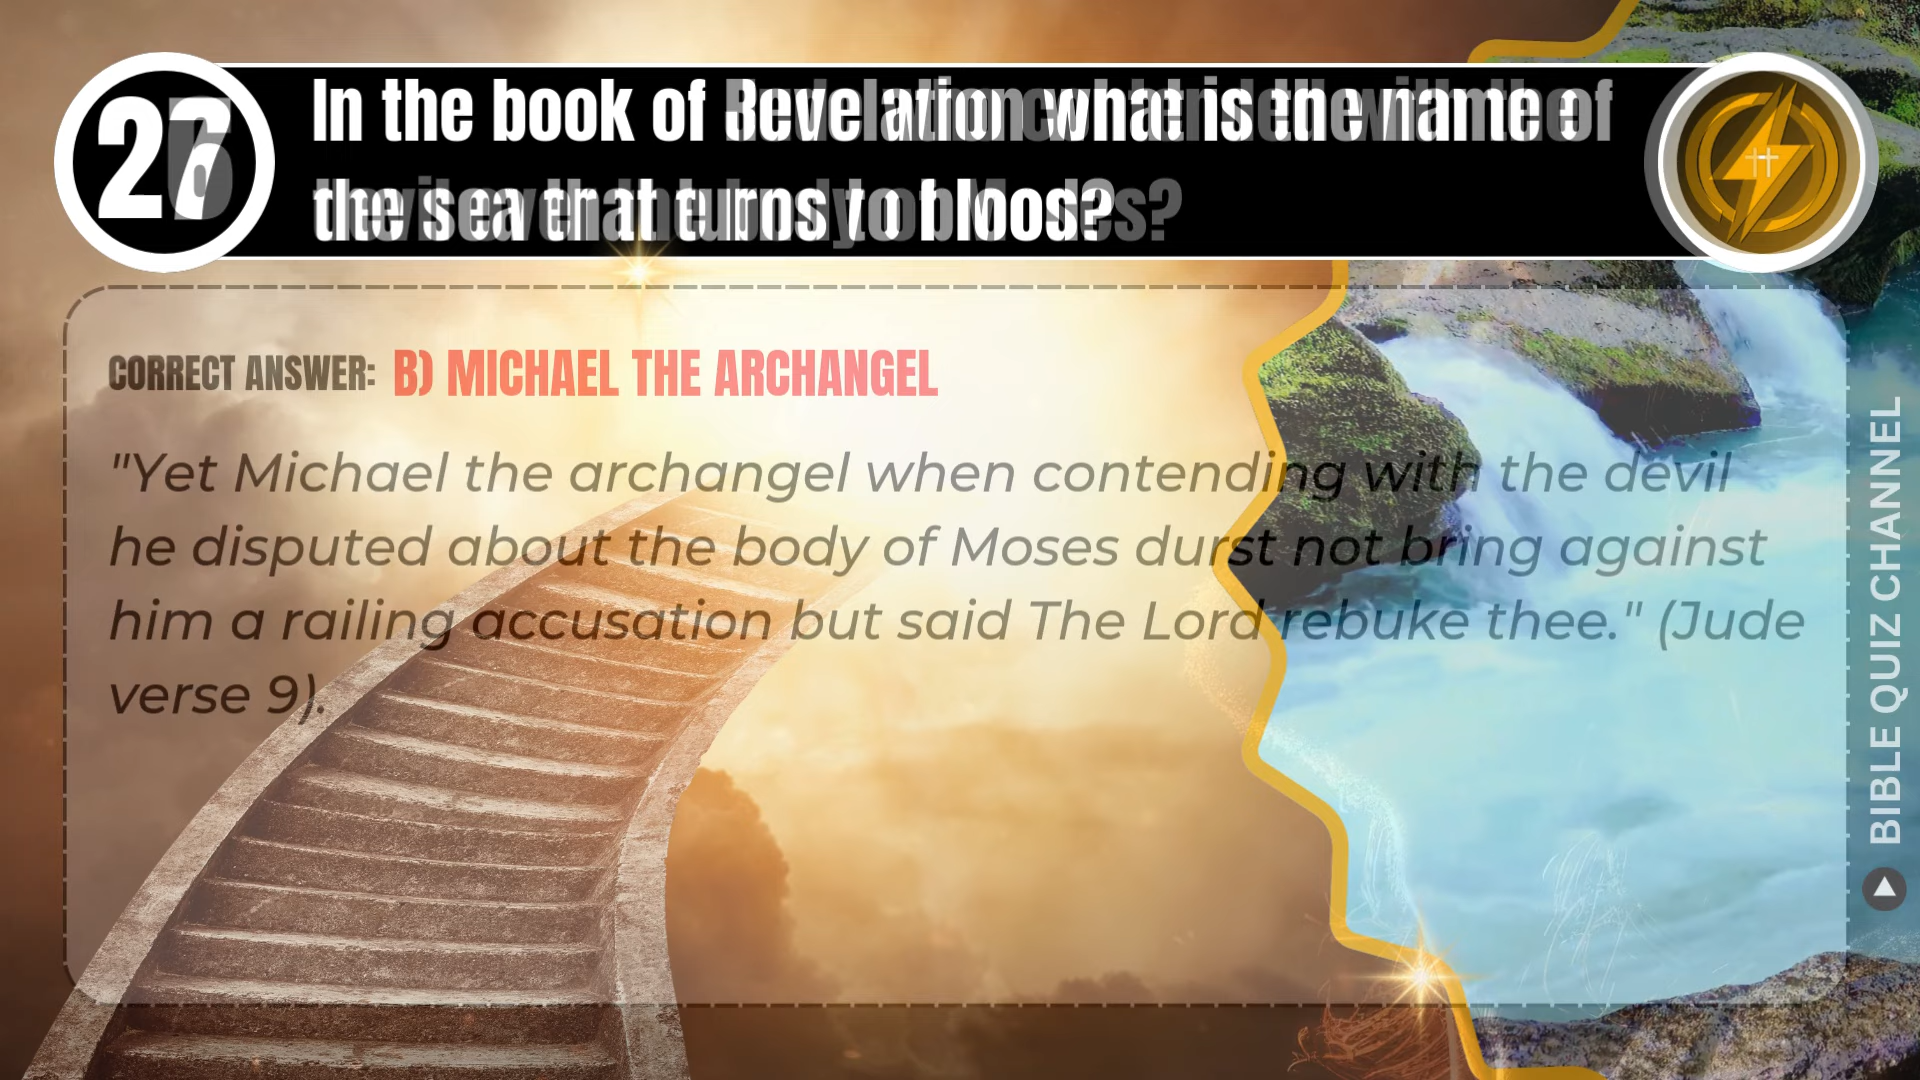 27
In the book of Revelation what is the name of
the sea that turns to blood?
CORRECT ANSWER: B) MICHAEL THE ARCHANGEL
"Yet Michael the archangel when contending with the devil
he disputed about the body of Moses durst not bring against
him a railing accusation but said The Lord rebuke thee." (Jude
verse 9).
BIBLE QUIZ CHANNEL